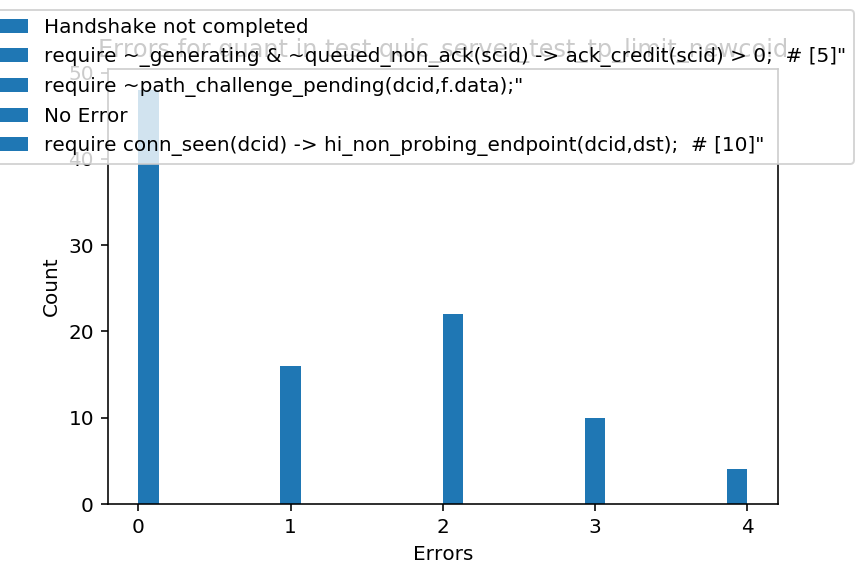 Handshake not completed
Errors for quant in test quic_server_test_tp_limit_newcoid
require ~_generating & ~queued_non_ack(scid) -> ack_credit(scid) > 0;  # [5]"
require ~path_challenge_pending(dcid,f.data);"
No Error
require conn_seen(dcid) -> hi_non_probing_endpoint(dcid,dst);  # [10]"
50
40
30
20
10
0
Count
0 1 2 3 4
Errors